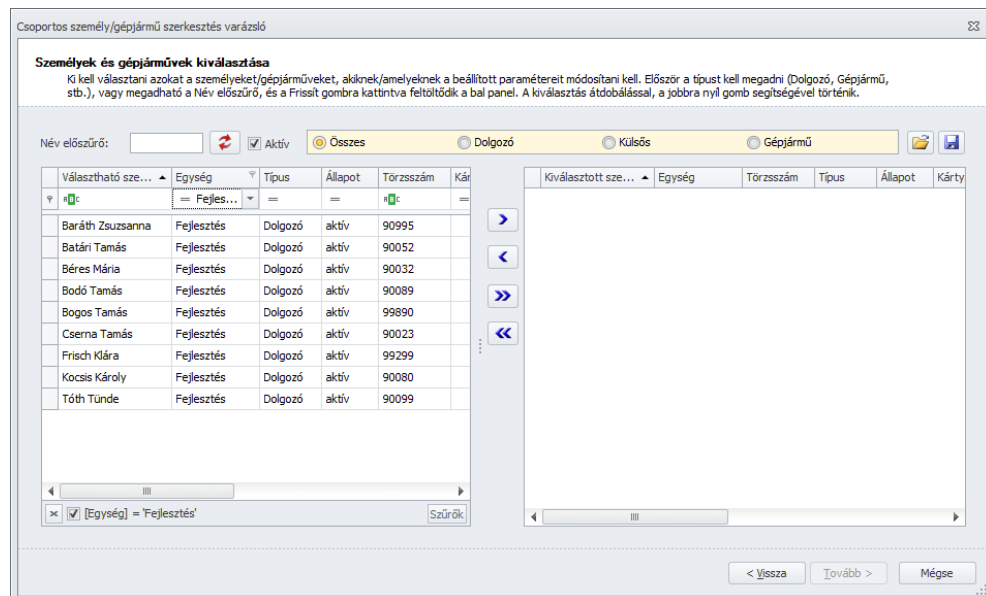 Csoportos személy/gépjármű szerkesztés varázsló
Személyek és gépjárművek kiválasztása
Ki kell választani azokat a személyeket/gépjárműveket, akiknek/amelyeknek a beállított paramétereit módosítani kell. Először a típust kell megadni (Dolgozó, Gépjármű,
stb.), vagy megadható a Név előszűrő, és a Frissít gombra kattintva feltöltődik a bal panel. A kiválasztás átdobálással, a jobbra nyíl gomb segítségével történik.
Név előszűrő: Aktív Összes Dolgozó Külsős Gépjármű
Választható sze... Egység Típus Állapot Törzsszám Kár
= Fejles... = = =
Baráth Zsuzsanna Fejlesztés Dolgozó aktív 90995
Batári Tamás Fejlesztés Dolgozó aktív 90052
Béres Mária Fejlesztés Dolgozó aktív 90032
Bodó Tamás Fejlesztés Dolgozó aktív 90089
Bogos Tamás Fejlesztés Dolgozó aktív 99890
Cserna Tamás Fejlesztés Dolgozó aktív 90023
Frisch Klára Fejlesztés Dolgozó aktív 99299
Kocsis Károly Fejlesztés Dolgozó aktív 90080
Tóth Tünde Fejlesztés Dolgozó aktív 90099
[Egység] = 'Fejlesztés' Szűrők
Kiválasztott sze... Egység Törzsszám Típus Állapot Kárty
< Vissza Tovább > Mégse